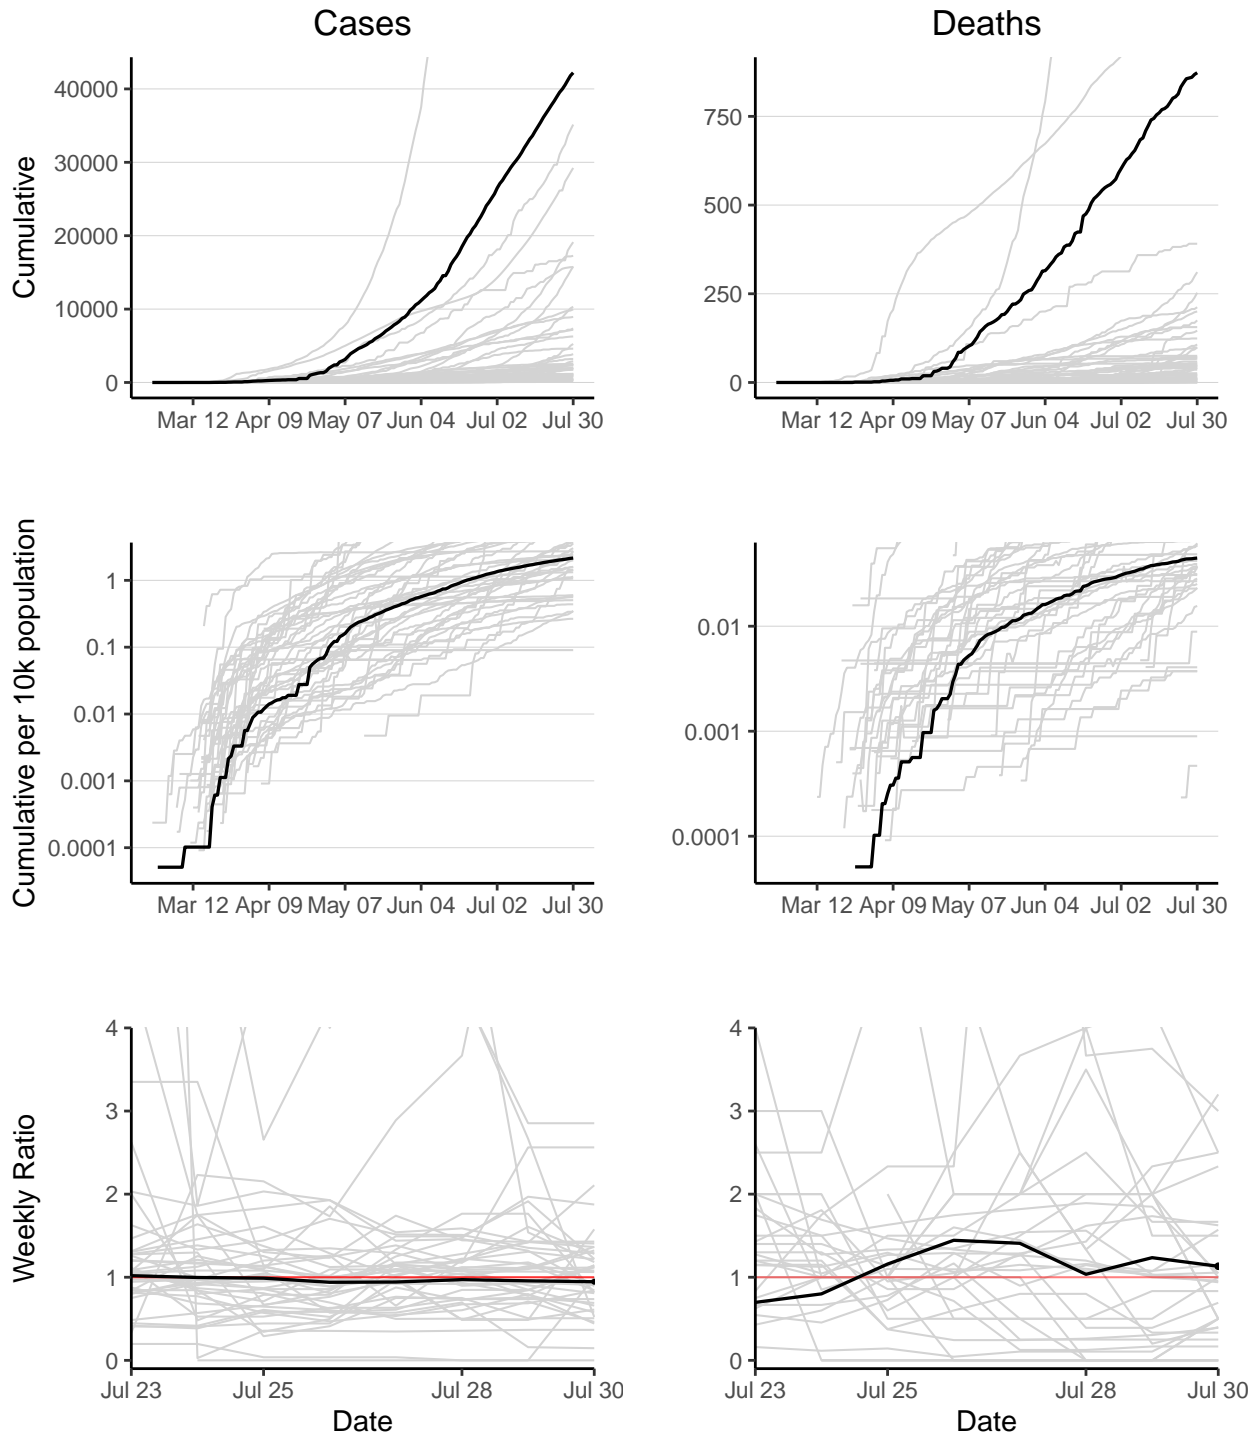 Cases
Deaths
Cumulative
40000
30000
20000
10000
0
Mar 12 Apr 09 May 07 Jun 04 Jul 02 Jul 30
750
500
250
0
Mar 12 Apr 09 May 07 Jun 04 Jul 02 Jul 30
Cumulative per 10k population
1
0.1
0.01
0.001
0.0001
Mar 12 Apr 09 May 07 Jun 04 Jul 02 Jul 30
0.01
0.001
0.0001
Mar 12 Apr 09 May 07 Jun 04 Jul 02 Jul 30
Weekly Ratio
4
3
2
1
0
Jul 23 Jul 25 Jul 28 Jul 30
Date
4
3
2
1
0
Jul 23 Jul 25 Jul 28 Jul 30
Date